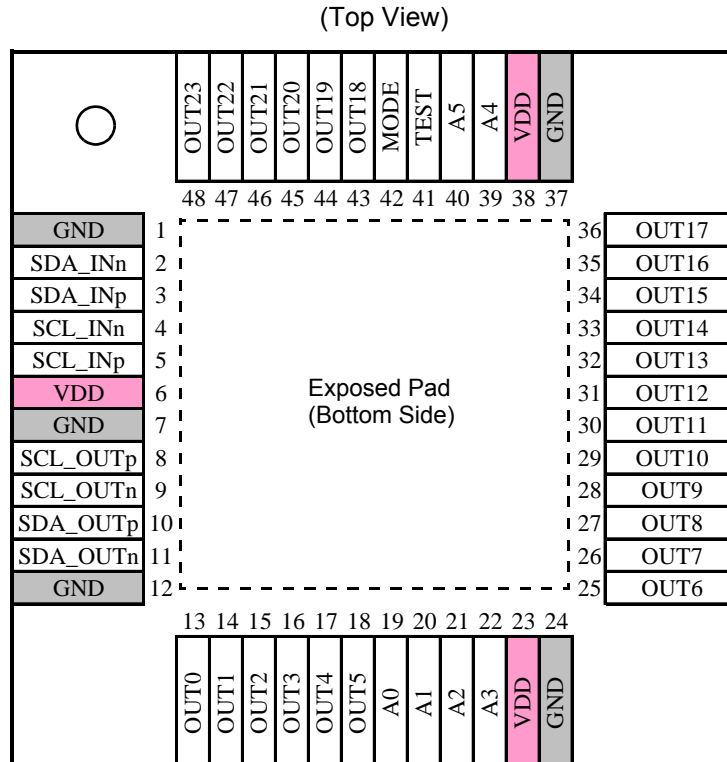 (Top View)
OUT23 OUT22 OUT21 OUT20 OUT19 OUT18 MODE TEST A5 A4 VDD GND
48 47 46 45 44 43 42 41 40 39 38 37
GND 1 36 OUT17
SDA_INn 2 35 OUT16
SDA_INp 3 34 OUT15
SCL_INn 4 33 OUT14
SCL_INp 5 32 OUT13
VDD 6 Exposed Pad 31 OUT12
GND 7 (Bottom Side) 30 OUT11
SCL_OUTp 8 29 OUT10
SCL_OUTn 9 28 OUT9
SDA_OUTp 10 27 OUT8
SDA_OUTn 11 26 OUT7
GND 12 25 OUT6
13 14 15 16 17 18 19 20 21 22 23 24
OUT0 OUT1 OUT2 OUT3 OUT4 OUT5 A0 A1 A2 A3 VDD GND